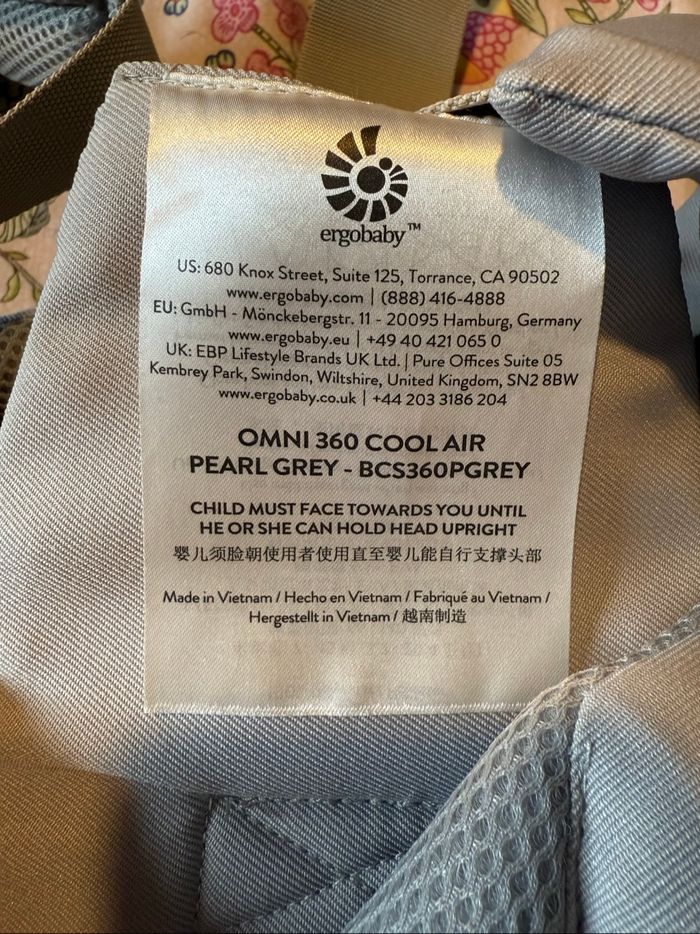 ergobaby™
US: 680 Knox Street, Suite 125, Torrance, CA 90502
www.ergobaby.com | (888) 416-4888
EU: GmbH - Mönckebergstr. 11 - 20095 Hamburg, Germany
www.ergobaby.eu | +49 40 421 065 0
UK: EBP Lifestyle Brands UK Ltd. | Pure Offices Suite 05
Kembrey Park, Swindon, Wiltshire, United Kingdom, SN2 8BW
www.ergobaby.co.uk | +44 203 3186 204
OMNI 360 COOL AIR
PEARL GREY - BCS360PGREY
CHILD MUST FACE TOWARDS YOU UNTIL
HE OR SHE CAN HOLD HEAD UPRIGHT
婴儿须脸朝使用者使用直至婴儿能自行支撑头部
Made in Vietnam / Hecho en Vietnam / Fabriqué au Vietnam /
Hergestellt in Vietnam / 越南制造